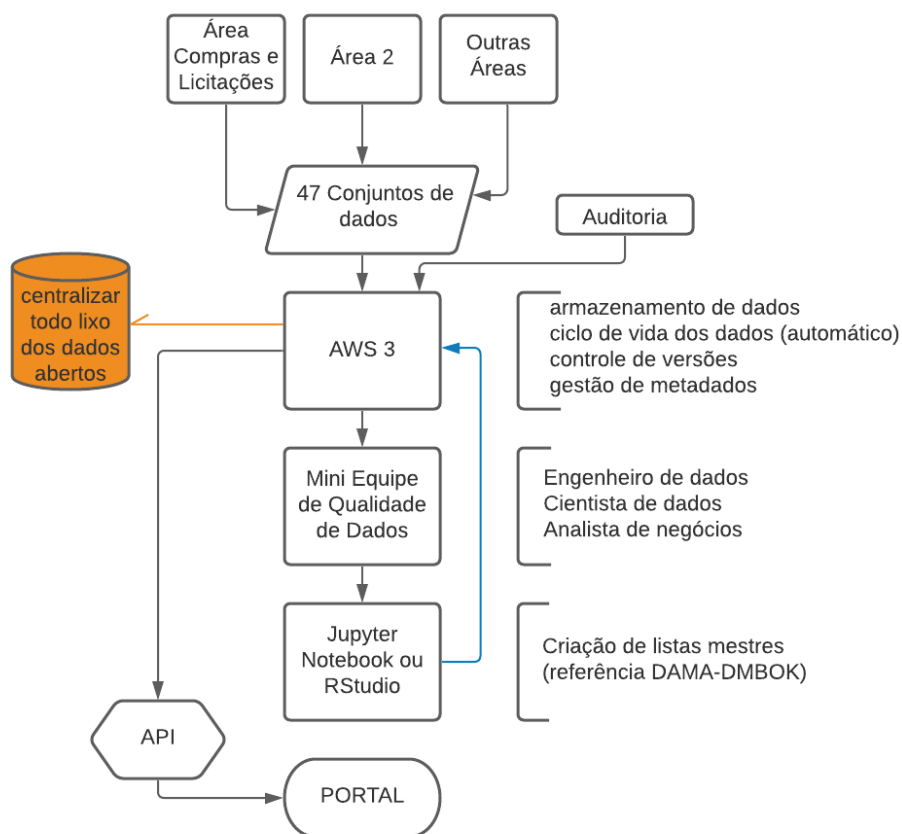 Área
Compras e
Licitações
Área 2
Outras
Áreas
47 Conjuntos de
dados
Auditoria
centralizar
todo lixo
dos dados
abertos
AWS 3
armazenamento de dados
ciclo de vida dos dados (automático)
controle de versões
gestão de metadados
Mini Equipe
de Qualidade
de Dados
Engenheiro de dados
Cientista de dados
Analista de negócios
Jupyter
Notebook ou
RStudio
Criação de listas mestres
(referência DAMA-DMBOK)
API
PORTAL